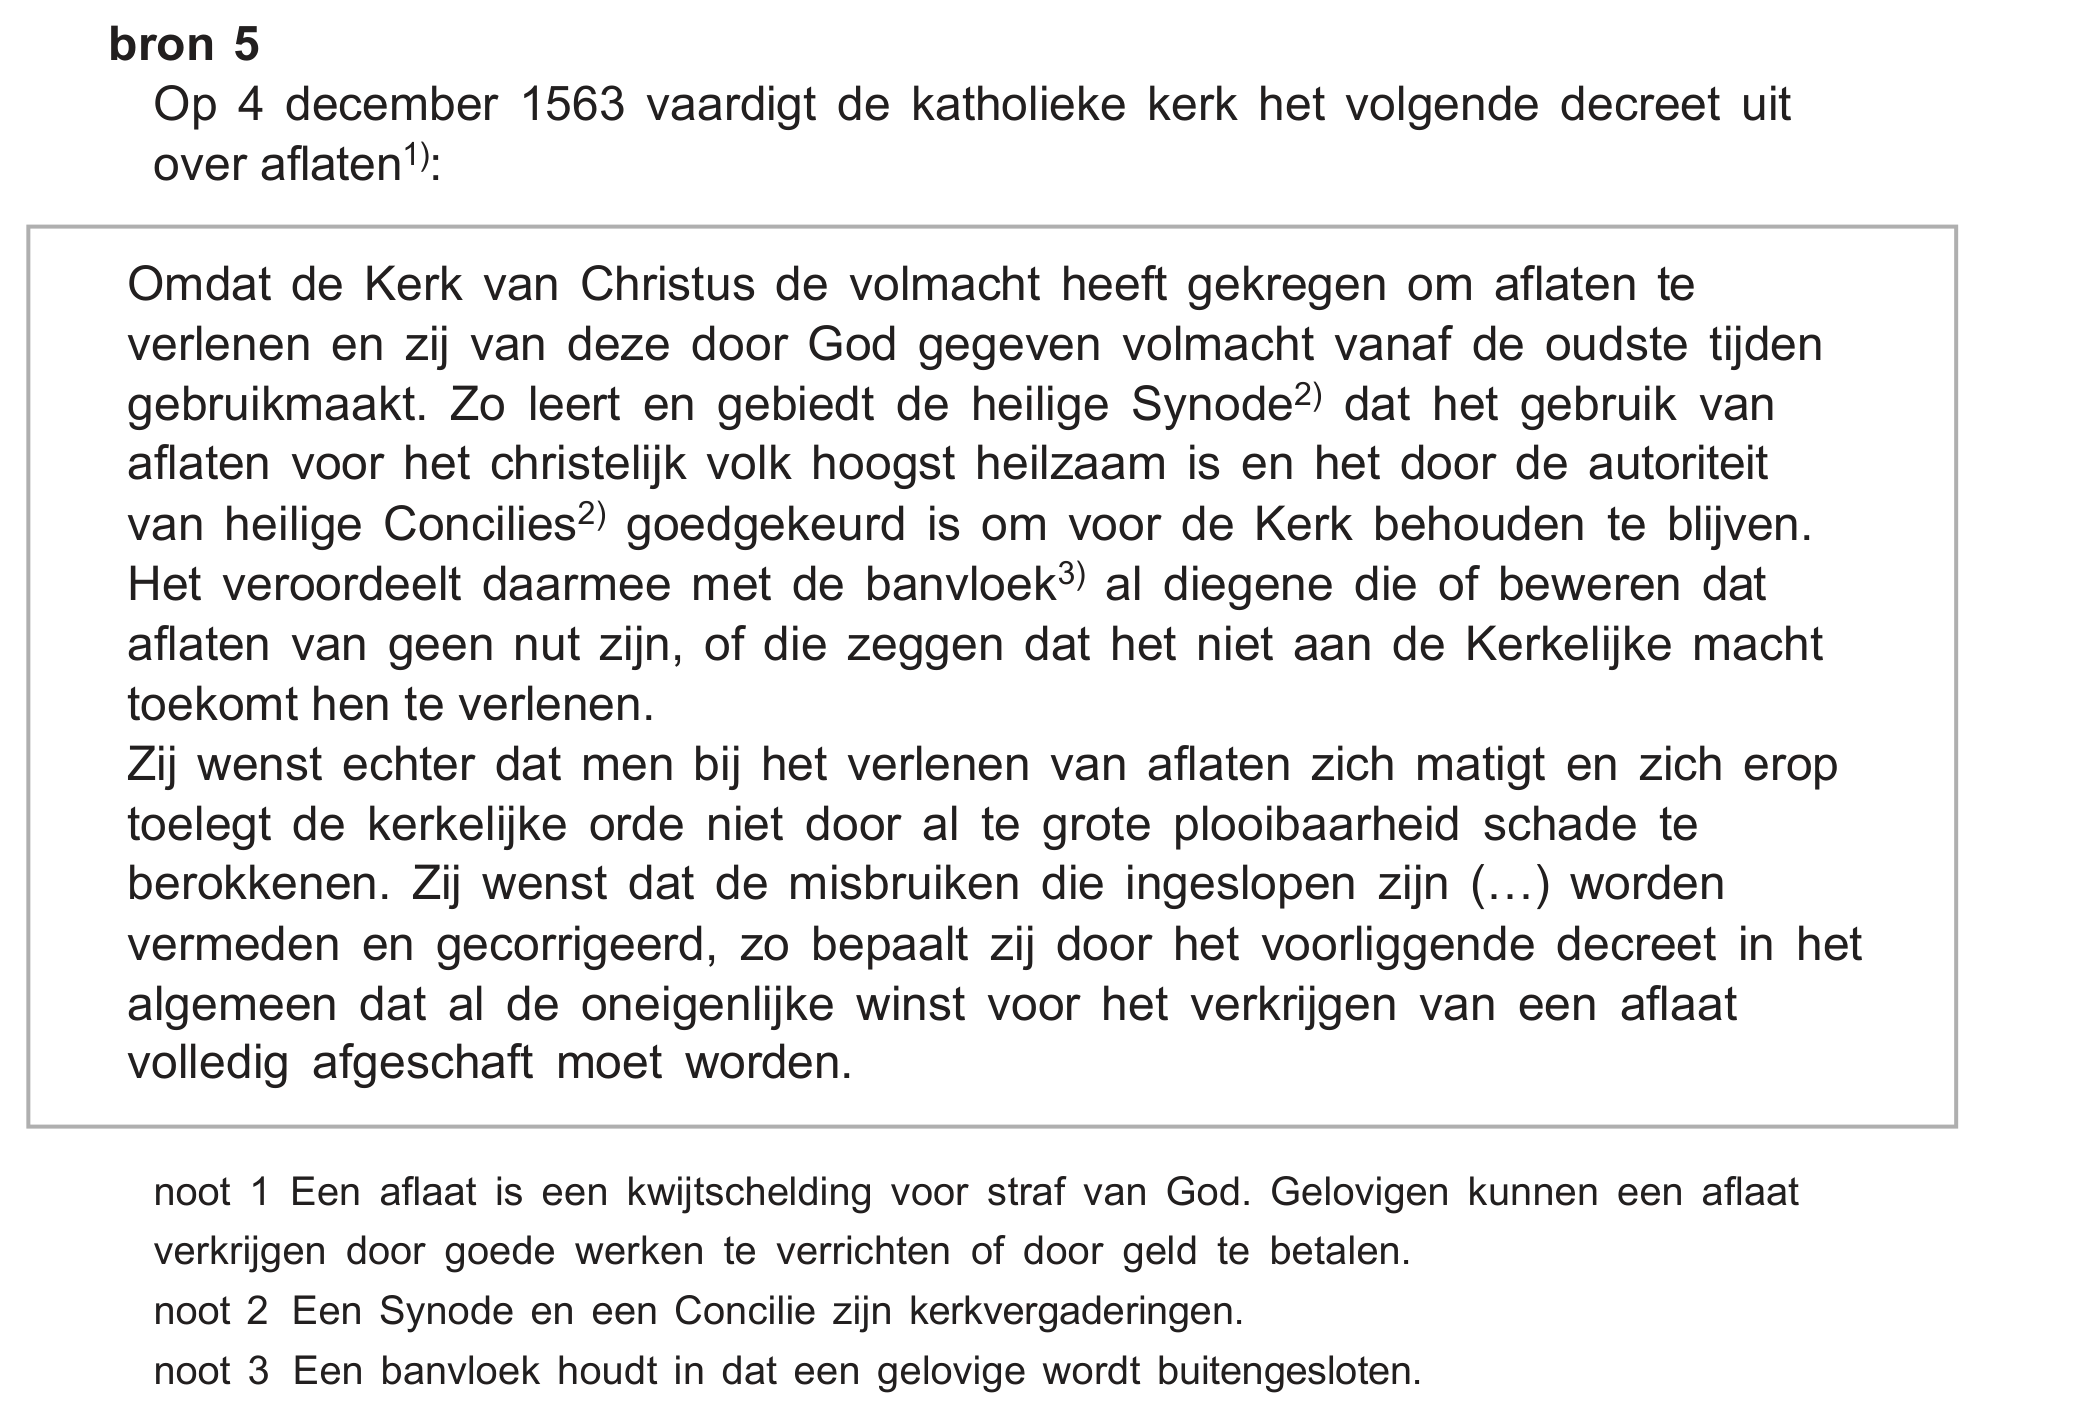 bron 5
Op 4 december 1563 vaardigt de katholieke kerk het volgende decreet uit
over aflaten1):
Omdat de Kerk van Christus de volmacht heeft gekregen om aflaten te
verlenen en zij van deze door God gegeven volmacht vanaf de oudste tijden
gebruikmaakt. Zo leert en gebiedt de heilige Synode2) dat het gebruik van
aflaten voor het christelijk volk hoogst heilzaam is en het door de autoriteit
van heilige Concilies2) goedgekeurd is om voor de Kerk behouden te blijven.
Het veroordeelt daarmee met de banvloek3) al diegene die of beweren dat
aflaten van geen nut zijn, of die zeggen dat het niet aan de Kerkelijke macht
toekomt hen te verlenen.
Zij wenst echter dat men bij het verlenen van aflaten zich matigt en zich erop
toelegt de kerkelijke orde niet door al te grote plooibaarheid schade te
berokkenen. Zij wenst dat de misbruiken die ingeslopen zijn (…) worden
vermeden en gecorrigeerd, zo bepaalt zij door het voorliggende decreet in het
algemeen dat al de oneigenlijke winst voor het verkrijgen van een aflaat
volledig afgeschaft moet worden.
noot 1 Een aflaat is een kwijtschelding voor straf van God. Gelovigen kunnen een aflaat
verkrijgen door goede werken te verrichten of door geld te betalen.
noot 2 Een Synode en een Concilie zijn kerkvergaderingen.
noot 3 Een banvloek houdt in dat een gelovige wordt buitengesloten.